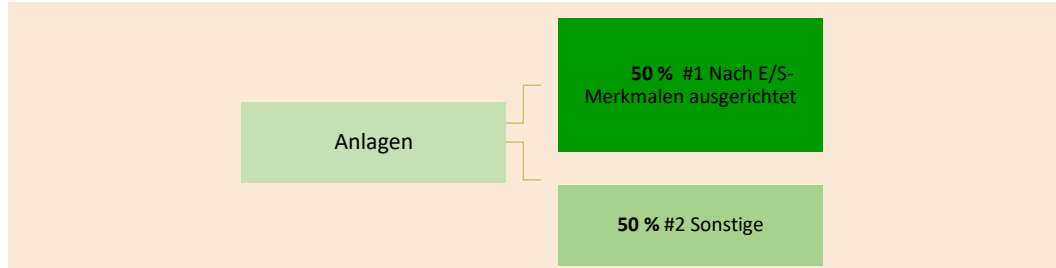 50 % #1 Nach E/S-
Merkmalen ausgerichtet
Anlagen
50 % #2 Sonstige